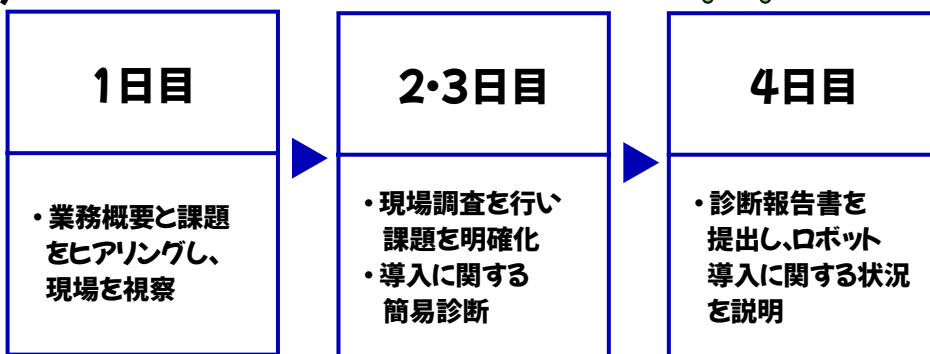 1日目
・業務概要と課題
をヒアリングし、
現場を視察
2・3日目
・現場調査を行い
課題を明確化
・導入に関する
簡易診断
4日目
・診断報告書を
提出し、ロボット
導入に関する状況
を説明